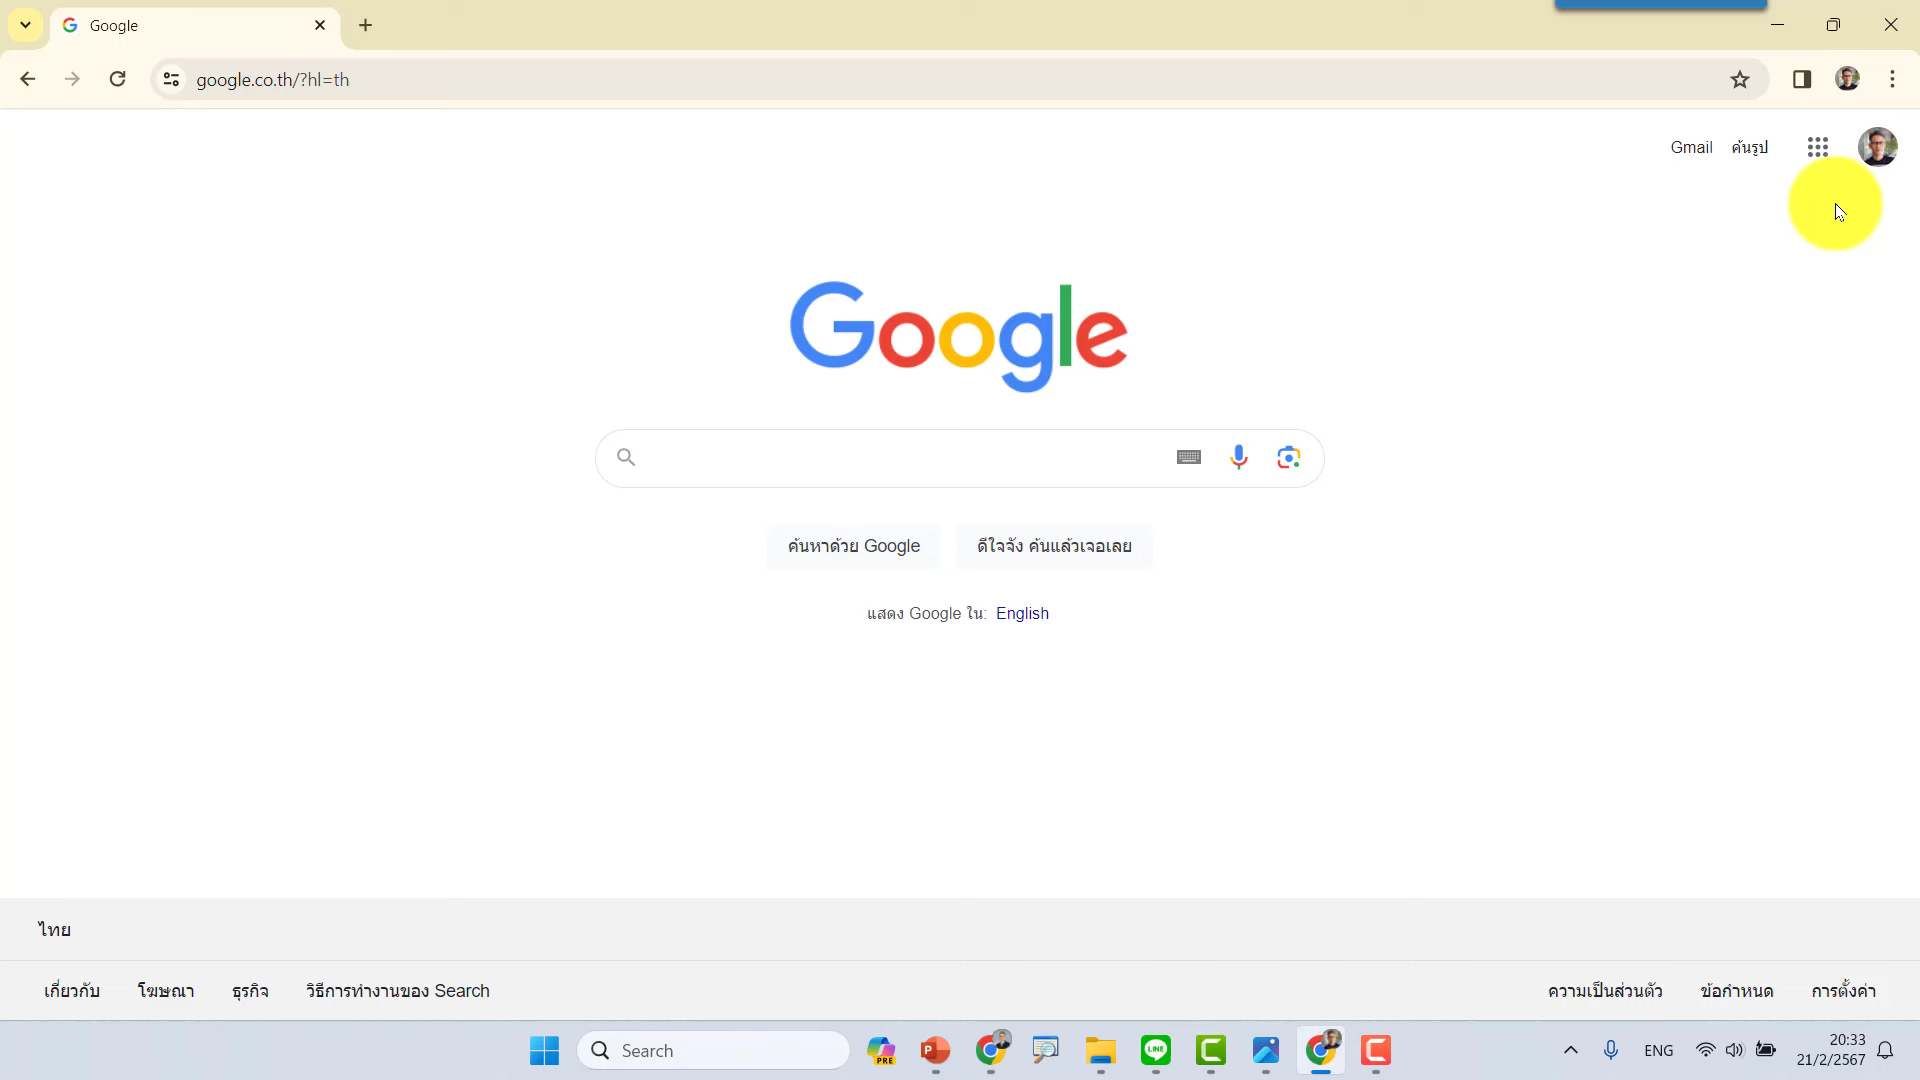 Google
google.co.th/?hl=th
Gmail ค้นรูป
Google
ค้นหาด้วย Google ดีใจจัง ค้นแล้วเจอเลย
แสดง Google ใน: English
ไทย
เกี่ยวกับ โฆษณา ธุรกิจ วิธีการทำงานของ Search ความเป็นส่วนตัว ข้อกำหนด การตั้งค่า
Search PRE P LINE C C ENG 20:33
21/2/2567